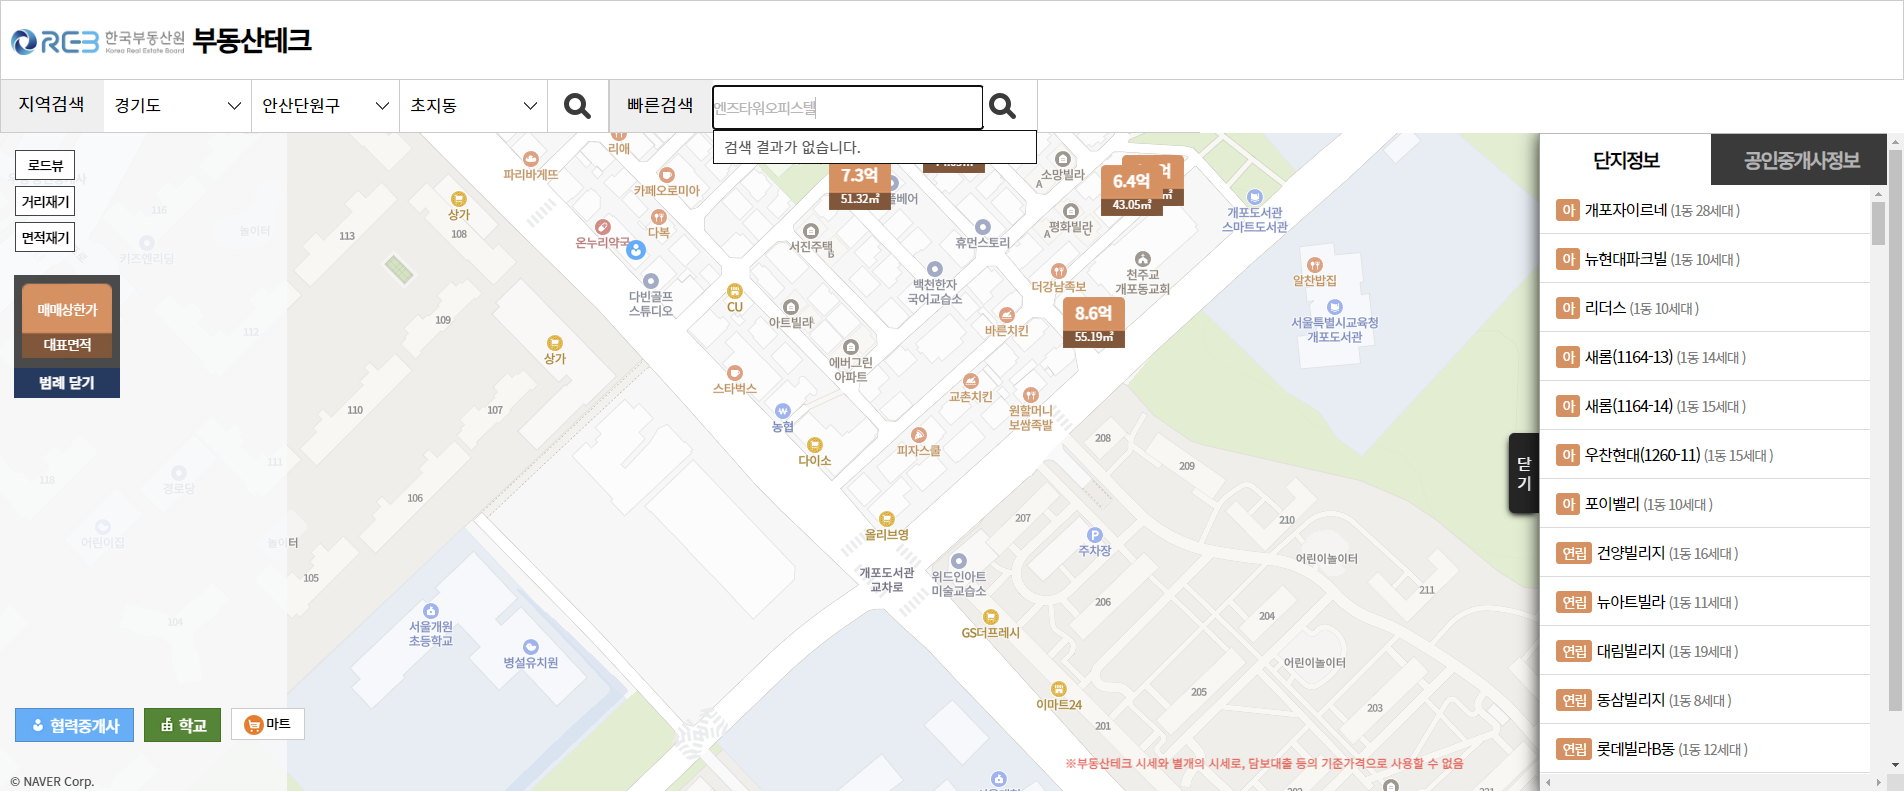 REB 한국부동산원 부동산테크
Korea Real Estate Board
지역검색 경기도 안산단원구 초지동 빠른검색 엔즈타워오피스텔
검색 결과가 없습니다.
로드뷰
거리재기
면적재기
매매상한가
대표면적
범례 닫기
리애
파리바게뜨
카페오로미아
상가
108
다복
온누리약국
113
116
놀이터
키즈엔리딩
112
109
110
107
106
111
118
경로당
어린이집
놀이터
105
104
7.3억
51.32㎡
서진주택
B
휴먼스토리
소망빌라
A
평화빌라
A
6.4억
43.05㎡
개포도서관
스마트도서관
천주교
개포동교회
더강남족보
백천한자
국어교습소
다빈골프
스튜디오
CU
아트빌라
바른치킨
8.6억
55.19㎡
알찬밥집
서울특별시교육청
개포도서관
상가
스타벅스
에버그린
아파트
교촌치킨
원할머니
보쌈족발
농협
다이소
피자스쿨
208
209
207
210
올리브영
주차장
어린이놀이터
개포도서관
교차로
위드인아트
미술교습소
GS더프레시
206
211
204
어린이놀이터
205
203
이마트24
201
202
서울개원
초등학교
병설유치원
협력중개사
학교
마트
※부동산테크 시세와 별개의 시세로, 담보대출 등의 기준가격으로 사용할 수 없음
© NAVER Corp.
닫
기
단지정보 공인중개사정보
아 개포자이르네 (1동 28세대 )
아 뉴현대파크빌 (1동 10세대 )
아 리더스 (1동 10세대 )
아 새롬(1164-13) (1동 14세대 )
아 새롬(1164-14) (1동 15세대 )
아 우찬현대(1260-11) (1동 15세대 )
아 포이벨리 (1동 10세대 )
연립 건양빌리지 (1동 16세대 )
연립 뉴아트빌라 (1동 11세대 )
연립 대림빌리지 (1동 19세대 )
연립 동삼빌리지 (1동 8세대 )
연립 롯데빌라B동 (1동 12세대 )